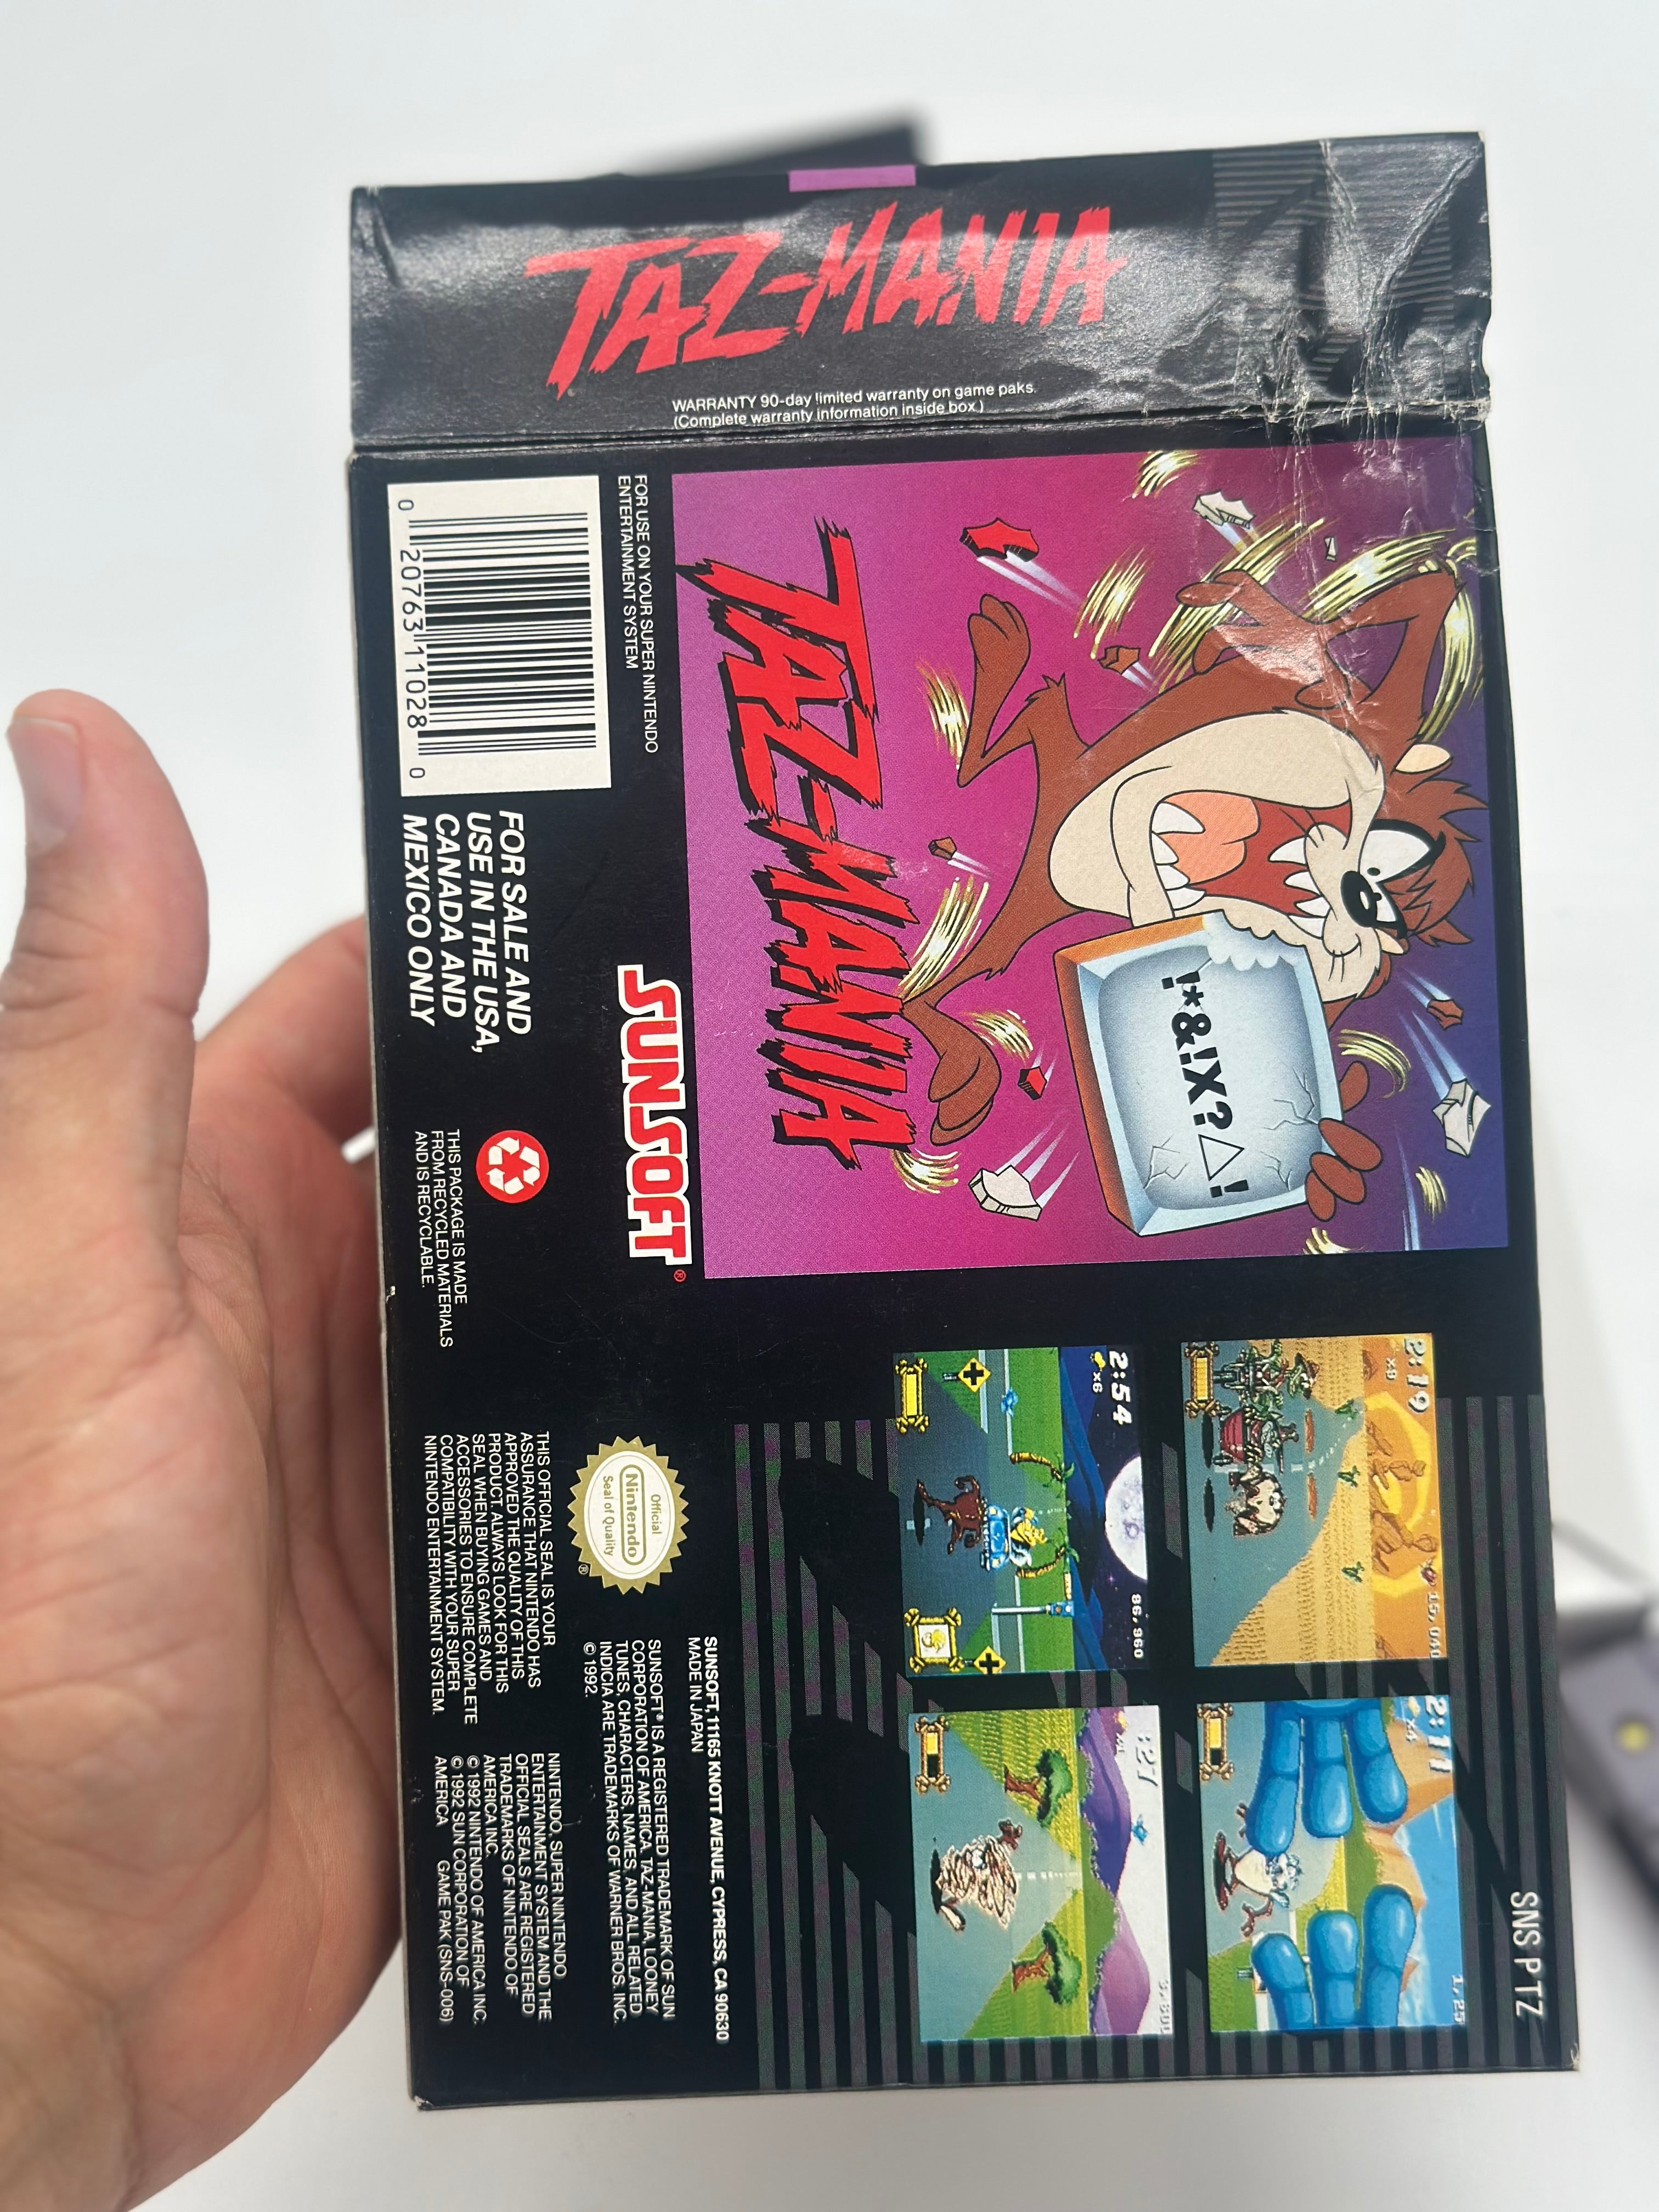 TAZ-MANIA
WARRANTY 90-day limited warranty on game paks.
(Complete warranty information inside box.)
!*&!X?△!
TAZ-MANIA
FOR USE ON YOUR SUPER NINTENDO
ENTERTAINMENT SYSTEM
SUNSOFT®
0 20763 11028 0
FOR SALE AND
USE IN THE USA,
CANADA AND
MEXICO ONLY
THIS PACKAGE IS MADE
FROM RECYCLED MATERIALS
AND IS RECYCLABLE.
SNS P TZ
2:19
x9
2:11
x4
1,25
2:54
x6
86,960
:27
Official
Nintendo
Seal of Quality
®
THIS OFFICIAL SEAL IS YOUR
ASSURANCE THAT NINTENDO HAS
APPROVED THE QUALITY OF THIS
PRODUCT. ALWAYS LOOK FOR THIS
SEAL WHEN BUYING GAMES AND
ACCESSORIES TO ENSURE COMPLETE
COMPATIBILITY WITH YOUR SUPER
NINTENDO ENTERTAINMENT SYSTEM.
SUNSOFT, 11165 KNOTT AVENUE, CYPRESS, CA 90630
MADE IN JAPAN
SUNSOFT® IS A REGISTERED TRADEMARK OF SUN
CORPORATION OF AMERICA. TAZ-MANIA, LOONEY
TUNES, CHARACTERS, NAMES, AND ALL RELATED
INDICIA ARE TRADEMARKS OF WARNER BROS. INC.
© 1992.
NINTENDO, SUPER NINTENDO
ENTERTAINMENT SYSTEM AND THE
OFFICIAL SEALS ARE REGISTERED
TRADEMARKS OF NINTENDO OF
AMERICA INC.
© 1992 NINTENDO OF AMERICA INC.
© 1992 SUN CORPORATION OF
AMERICA GAME PAK (SNS-006)